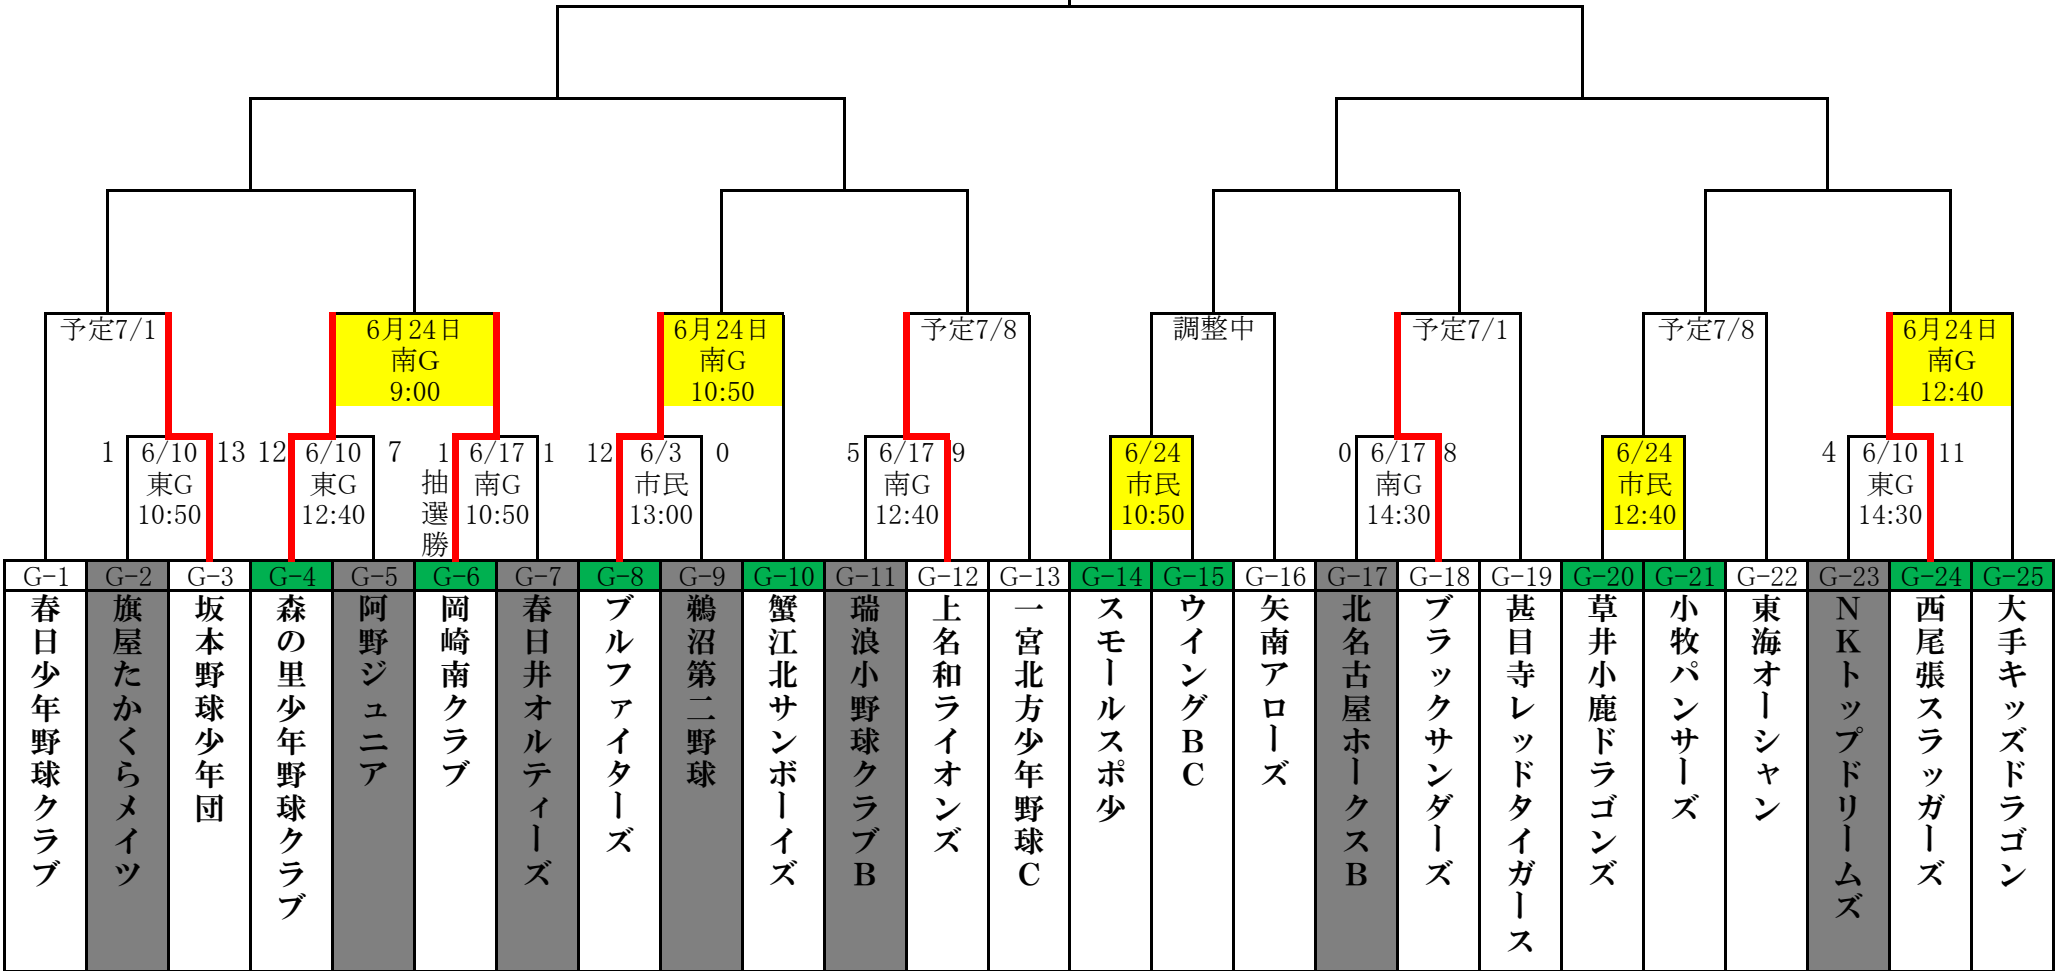 予定7/1
6月24日
南G
9:00
6月24日
南G
10:50
予定7/8
調整中
予定7/1
予定7/8
6月24日
南G
12:40
1 6/10 13
東G
10:50
12 6/10 7
東G
12:40
1 6/17 1
抽選勝
南G
10:50
12 6/3 0
市民
13:00
5 6/17 9
南G
12:40
6/24
市民
10:50
0 6/17 8
南G
14:30
6/24
市民
12:40
4 6/10 11
東G
14:30
G-1 G-2 G-3 G-4 G-5 G-6 G-7 G-8 G-9 G-10 G-11 G-12 G-13 G-14 G-15 G-16 G-17 G-18 G-19 G-20 G-21 G-22 G-23 G-24 G-25
春日少年野球クラブ
旗屋たかくらメイツ
坂本野球少年団
森の里少年野球クラブ
阿野ジュニア
岡崎南クラブ
春日井オルティーズ
ブルファイターズ
鵜沼第二野球
蟹江北サンボーイズ
瑞浪小野球クラブB
上名和ライオンズ
一宮北方少年野球C
スモールスポ少
ウイングBC
矢南アローズ
北名古屋ホークスB
ブラックサンダーズ
甚目寺レッドタイガース
草井小鹿ドラゴンズ
小牧パンサーズ
東海オーシャン
NKトップドリームズ
西尾張スラッガーズ
大手キッズドラゴン